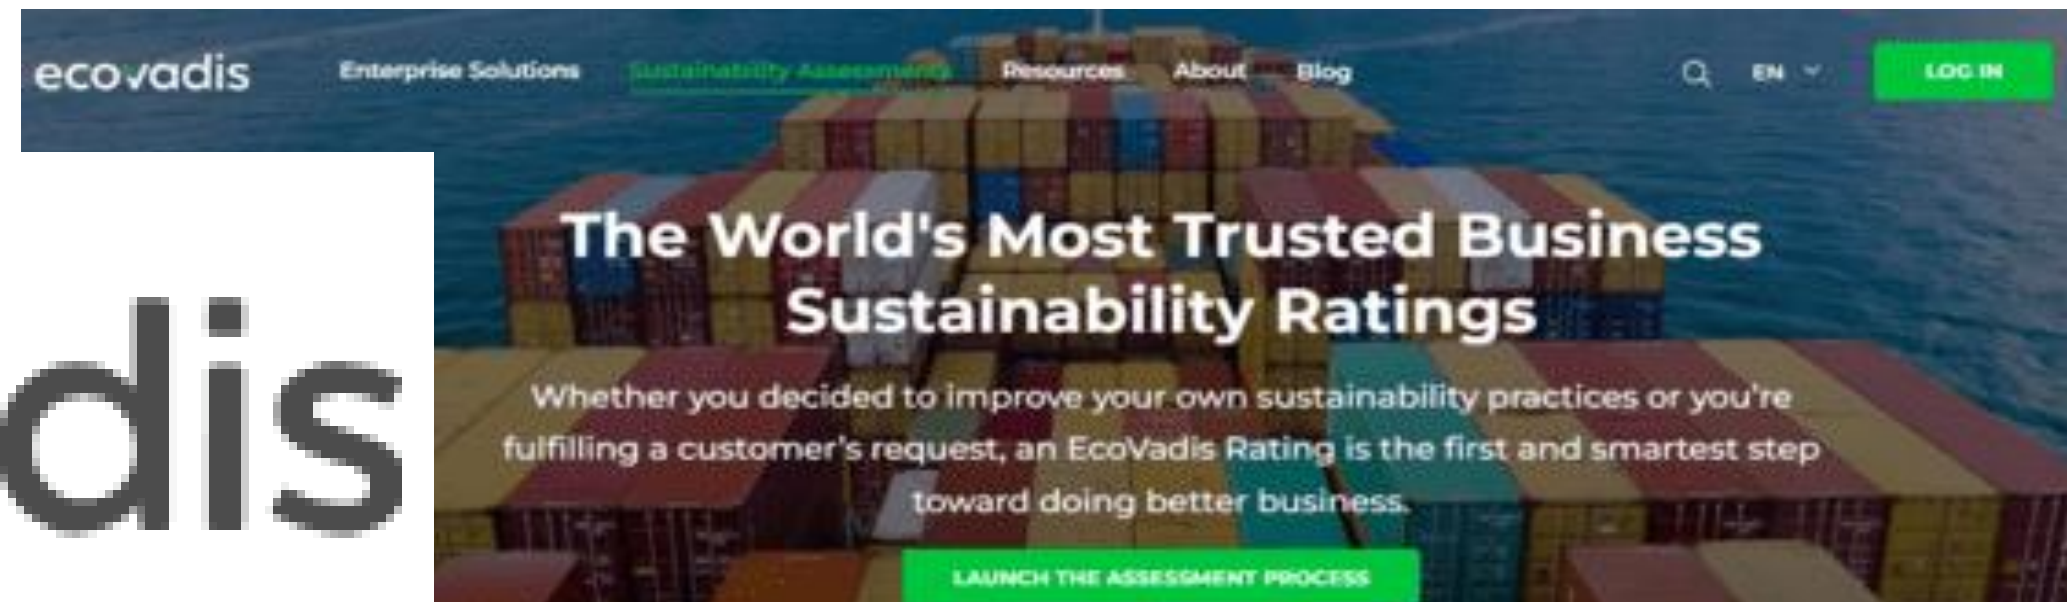 ecovadis
Enterprise Solutions
Sustainability Assessments
Resources
About
Blog
EN
LOG IN
The World's Most Trusted Business
Sustainability Ratings
Whether you decided to improve your own sustainability practices or you're
fulfilling a customer's request, an EcoVadis Rating is the first and smartest step
toward doing better business.
LAUNCH THE ASSESSMENT PROCESS
dis